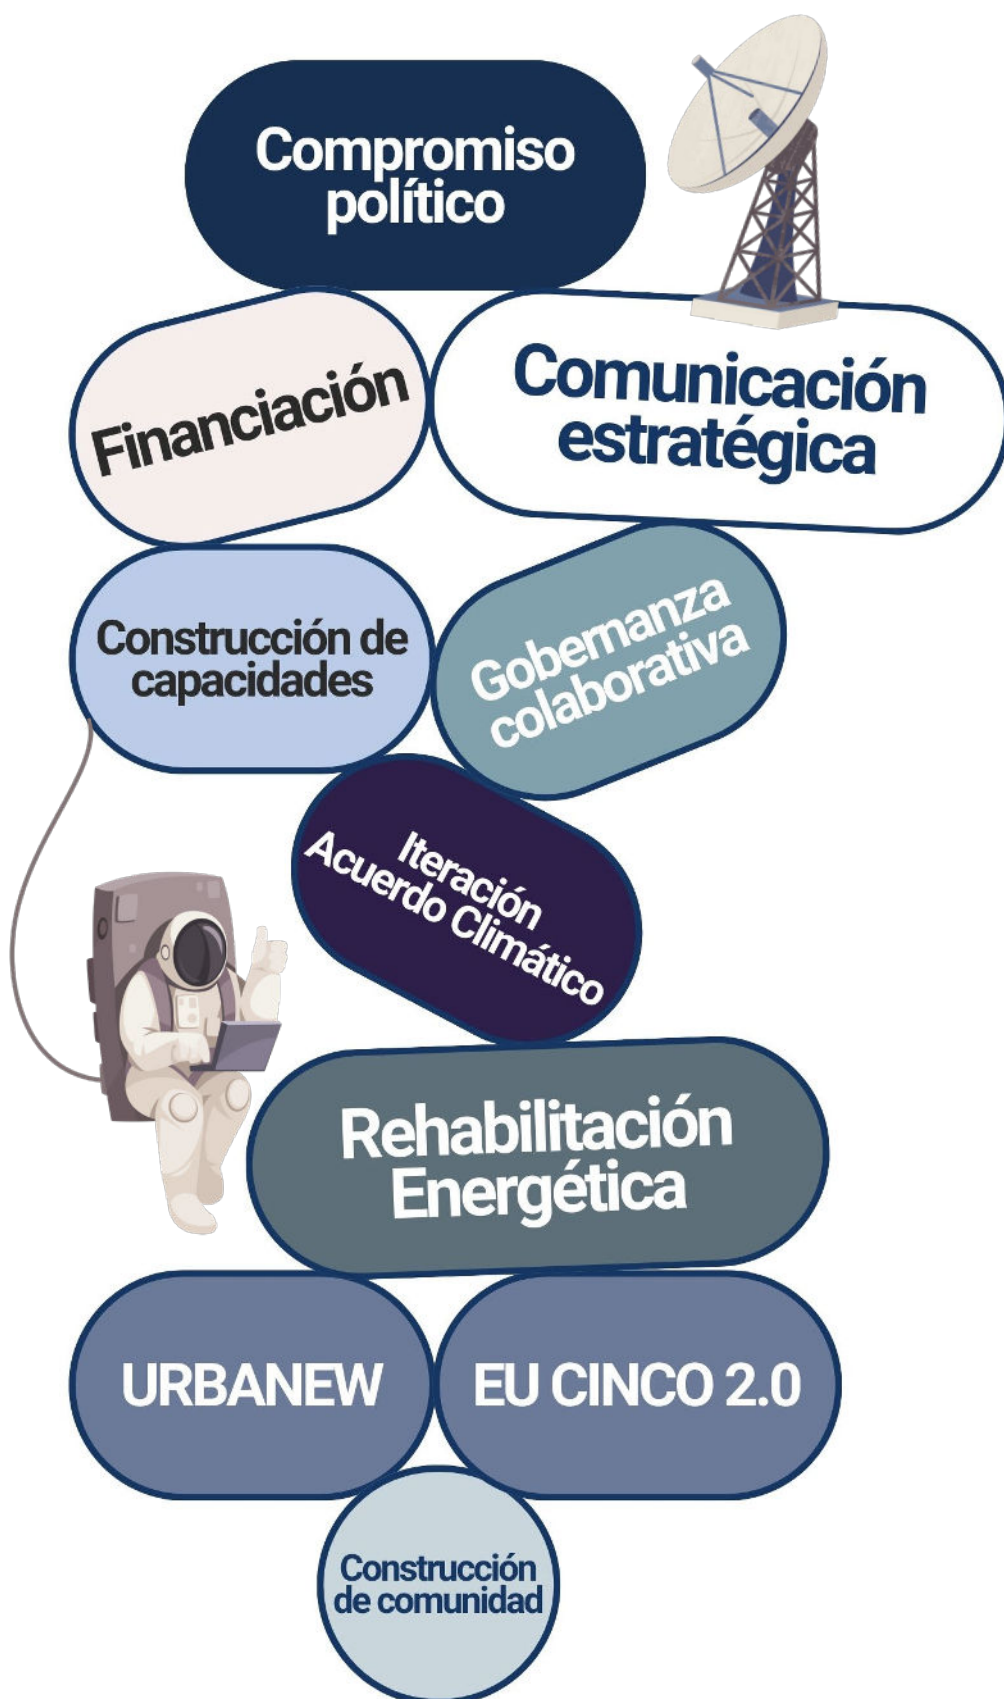 Compromiso
político
Financiación
Comunicación
estratégica
Construcción de
capacidades
Gobernanza
colaborativa
Iteración
Acuerdo Climático
Rehabilitación
Energética
URBANEW
EU CINCO 2.0
Construcción
de comunidad